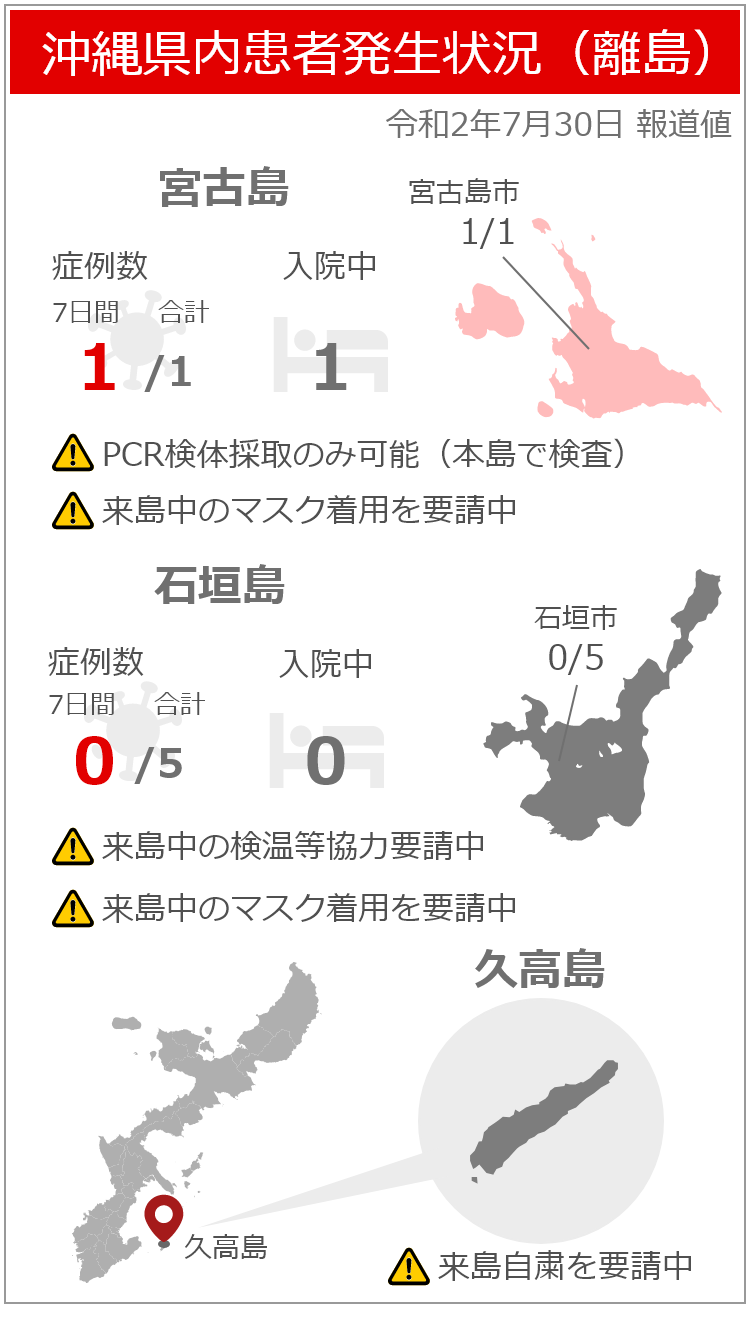 沖縄県内患者発生状況（離島）
令和2年7月30日 報道値
宮古島
宮古島市
1/1
症例数
入院中
7日間
合計
1
/1
1
PCR検体採取のみ可能（本島で検査）
来島中のマスク着用を要請中
石垣島
石垣市
0/5
症例数
入院中
7日間
合計
0
/5
0
来島中の検温等協力要請中
来島中のマスク着用を要請中
久高島
久高島
来島自粛を要請中